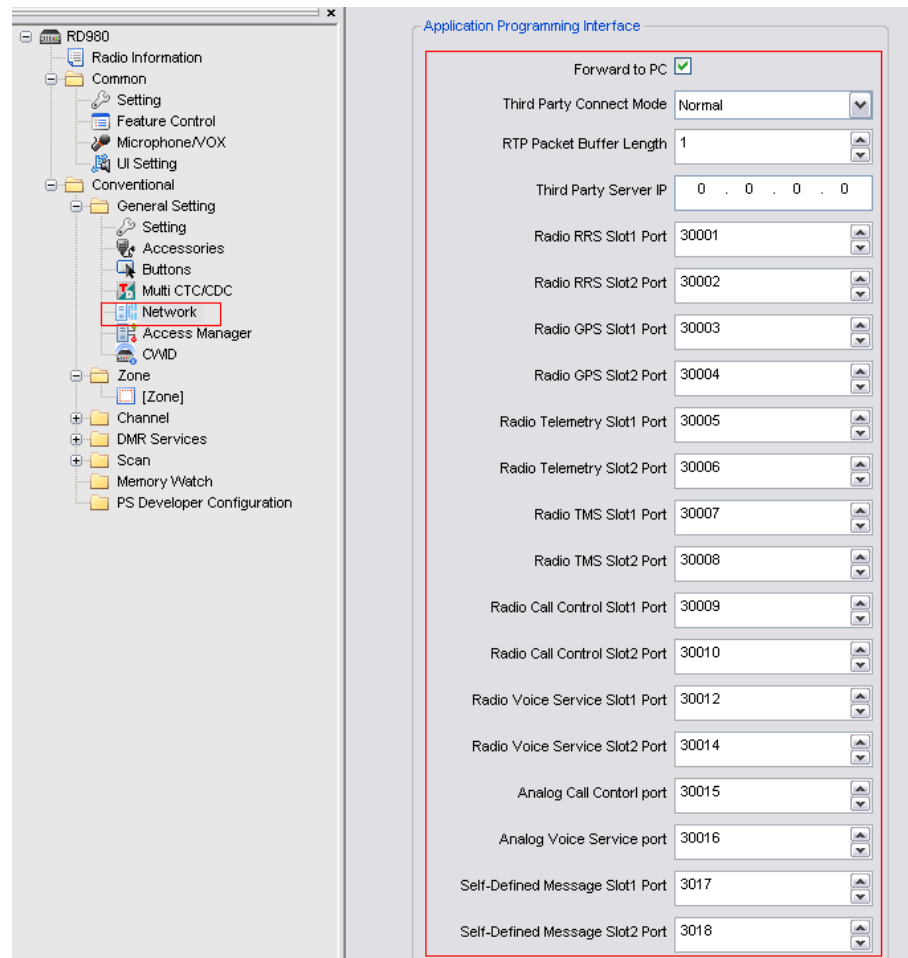 RD980
Radio Information
Common
Setting
Feature Control
Microphone/VOX
UI Setting
Conventional
General Setting
Setting
Accessories
Buttons
Multi CTC/CDC
Network
Access Manager
CWID
Zone
[Zone]
Channel
DMR Services
Scan
Memory Watch
PS Developer Configuration
Application Programming Interface
Forward to PC
Third Party Connect Mode Normal
RTP Packet Buffer Length 1
Third Party Server IP 0 . 0 . 0 . 0
Radio RRS Slot1 Port 30001
Radio RRS Slot2 Port 30002
Radio GPS Slot1 Port 30003
Radio GPS Slot2 Port 30004
Radio Telemetry Slot1 Port 30005
Radio Telemetry Slot2 Port 30006
Radio TMS Slot1 Port 30007
Radio TMS Slot2 Port 30008
Radio Call Control Slot1 Port 30009
Radio Call Control Slot2 Port 30010
Radio Voice Service Slot1 Port 30012
Radio Voice Service Slot2 Port 30014
Analog Call Contorl port 30015
Analog Voice Service port 30016
Self-Defined Message Slot1 Port 3017
Self-Defined Message Slot2 Port 3018